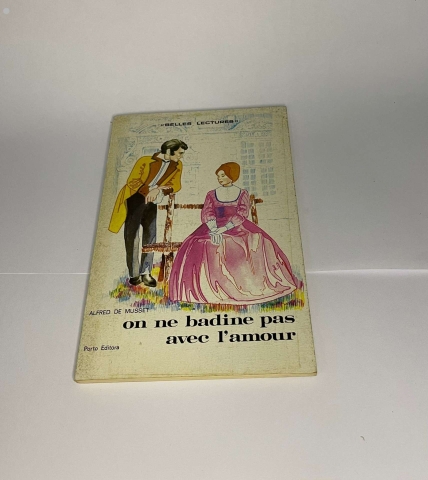 «BELLES LECTURES»
ALFRED DE MUSSET
on ne badine pas
avec l'amour
Porto Editora